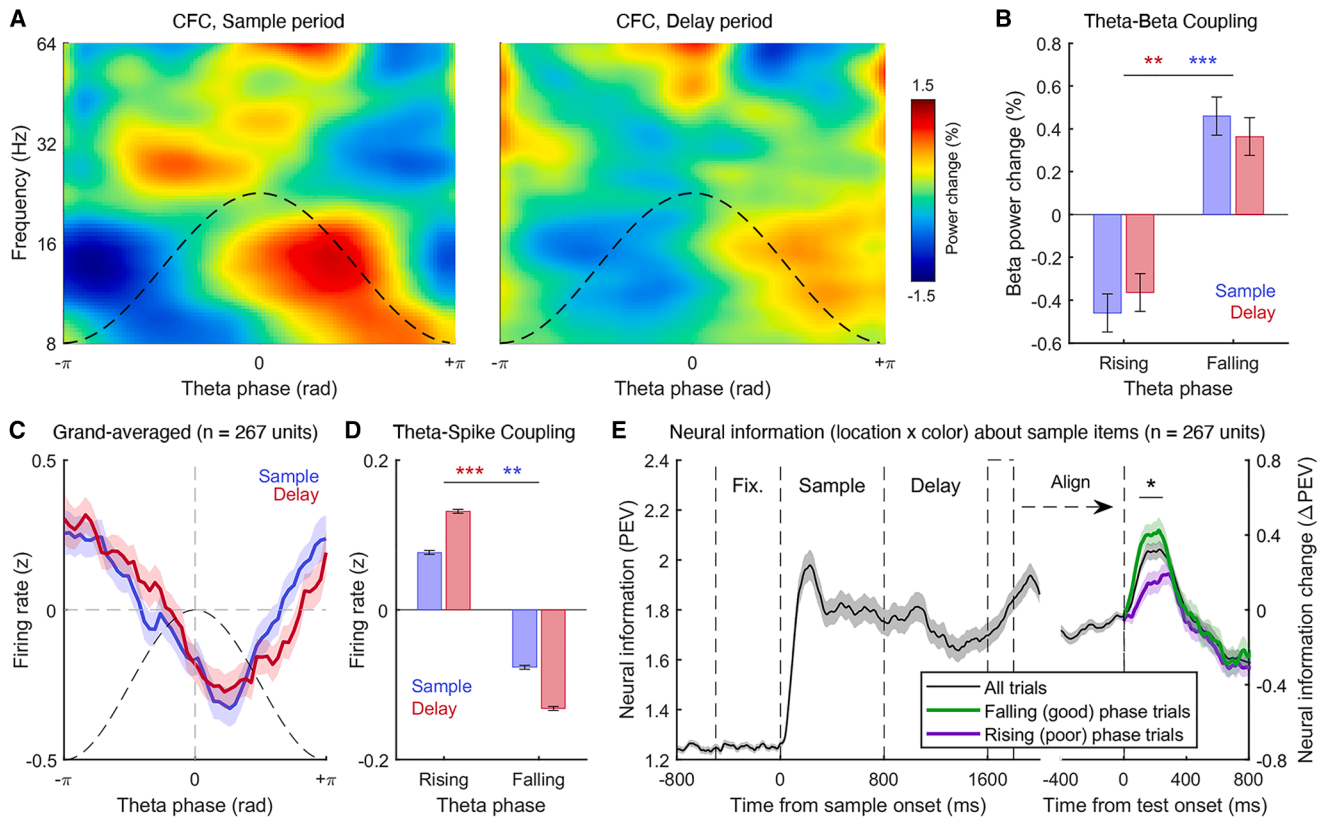 A
CFC, Sample period
CFC, Delay period
64
32
16
8
Frequency (Hz)
-π
0
+π
Theta phase (rad)
-π
0
+π
Theta phase (rad)
1.5
-1.5
Power change (%)
B
Theta-Beta Coupling
0.8
0.6
0.4
0.2
0
-0.2
-0.4
-0.6
Beta power change (%)
** ***
Sample
Delay
Rising
Falling
Theta phase
C
Grand-averaged (n = 267 units)
0.5
0
-0.5
Firing rate (z)
Sample
Delay
-π
0
+π
Theta phase (rad)
D
Theta-Spike Coupling
0.2
0
-0.2
Firing rate (z)
*** **
Sample
Delay
Rising
Falling
Theta phase
E
Neural information (location x color) about sample items (n = 267 units)
2.4
2.2
2
1.8
1.6
1.4
1.2
Neural information (PEV)
Fix.
Sample
Delay
Align
*
0.8
0.4
0
-0.4
-0.8
Neural information change (△PEV)
All trials
Falling (good) phase trials
Rising (poor) phase trials
-800
0
800
1600
Time from sample onset (ms)
-400
0
400
800
Time from test onset (ms)